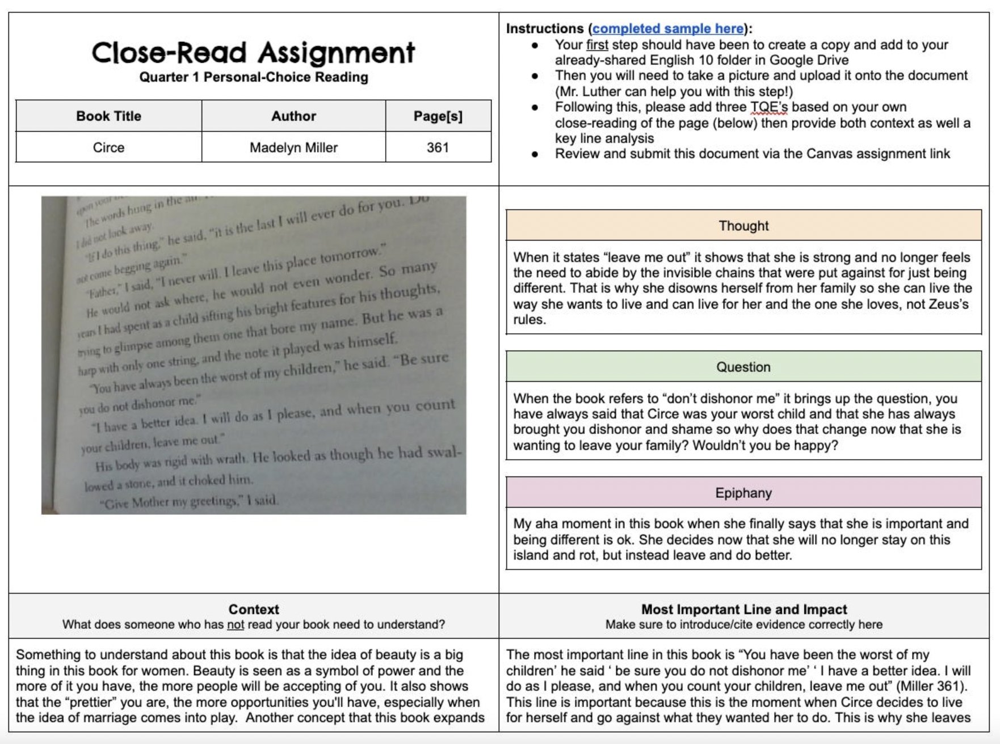 Close-Read Assignment
Quarter 1 Personal-Choice Reading
Book Title Author Page[s]
Circe Madelyn Miller 361
Instructions (completed sample here):
● Your first step should have been to create a copy and add to your
already-shared English 10 folder in Google Drive
● Then you will need to take a picture and upload it onto the document
(Mr. Luther can help you with this step!)
● Following this, please add three TQE's based on your own
close-reading of the page (below) then provide both context as well a
key line analysis
● Review and submit this document via the Canvas assignment link
upon your
The words hung in the air.
I did not look away.
"If I do this thing," he said, "it is the last I will ever do for you. Do
not come begging again."
"Father," I said, "I never will. I leave this place tomorrow."
He would not ask where, he would not even wonder. So many
years I had spent as a child sifting his bright features for his thoughts,
trying to glimpse among them one that bore my name. But he was a
harp with only one string, and the note it played was himself.
"You have always been the worst of my children," he said. "Be sure
you do not dishonor me."
"I have a better idea. I will do as I please, and when you count
your children, leave me out."
His body was rigid with wrath. He looked as though he had swal-
lowed a stone, and it choked him.
"Give Mother my greetings," I said.
Thought
When it states “leave me out” it shows that she is strong and no longer feels
the need to abide by the invisible chains that were put against for just being
different. That is why she disowns herself from her family so she can live the
way she wants to live and can live for her and the one she loves, not Zeus’s
rules.
Question
When the book refers to “don’t dishonor me” it brings up the question, you
have always said that Circe was your worst child and that she has always
brought you dishonor and shame so why does that change now that she is
wanting to leave your family? Wouldn’t you be happy?
Epiphany
My aha moment in this book when she finally says that she is important and
being different is ok. She decides now that she will no longer stay on this
island and rot, but instead leave and do better.
Context
What does someone who has not read your book need to understand?
Something to understand about this book is that the idea of beauty is a big
thing in this book for women. Beauty is seen as a symbol of power and the
more of it you have, the more people will be accepting of you. It also shows
that the “prettier” you are, the more opportunities you'll have, especially when
the idea of marriage comes into play. Another concept that this book expands
Most Important Line and Impact
Make sure to introduce/cite evidence correctly here
The most important line in this book is “You have been the worst of my
children’ he said ‘ be sure you do not dishonor me’ ‘ I have a better idea. I will
do as I please, and when you count your children, leave me out” (Miller 361).
This line is important because this is the moment when Circe decides to live
for herself and go against what they wanted her to do. This is why she leaves